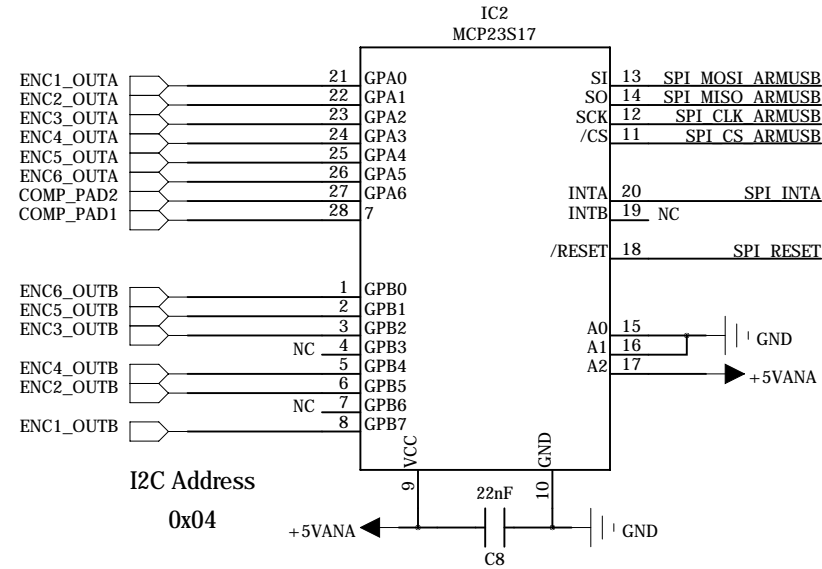 IC2
MCP23S17
ENC1_OUTA 21 GPA0 SI 13 SPI_MOSI_ARMUSB
ENC2_OUTA 22 GPA1 SO 14 SPI_MISO_ARMUSB
ENC3_OUTA 23 GPA2 SCK 12 SPI_CLK_ARMUSB
ENC4_OUTA 24 GPA3 /CS 11 SPI_CS_ARMUSB
ENC5_OUTA 25 GPA4
ENC6_OUTA 26 GPA5
COMP_PAD2 27 GPA6 INTA 20 SPI_INTA
COMP_PAD1 28 7 INTB 19 NC
/RESET 18 SPI_RESET
ENC6_OUTB 1 GPB0
ENC5_OUTB 2 GPB1
ENC3_OUTB 3 GPB2 A0 15 GND
NC 4 GPB3 A1 16
ENC4_OUTB 5 GPB4 A2 17 +5VANA
ENC2_OUTB 6 GPB5
NC 7 GPB6
ENC1_OUTB 8 GPB7
VCC GND
I2C Address
9 22nF 10
0x04
+5VANA GND
C8